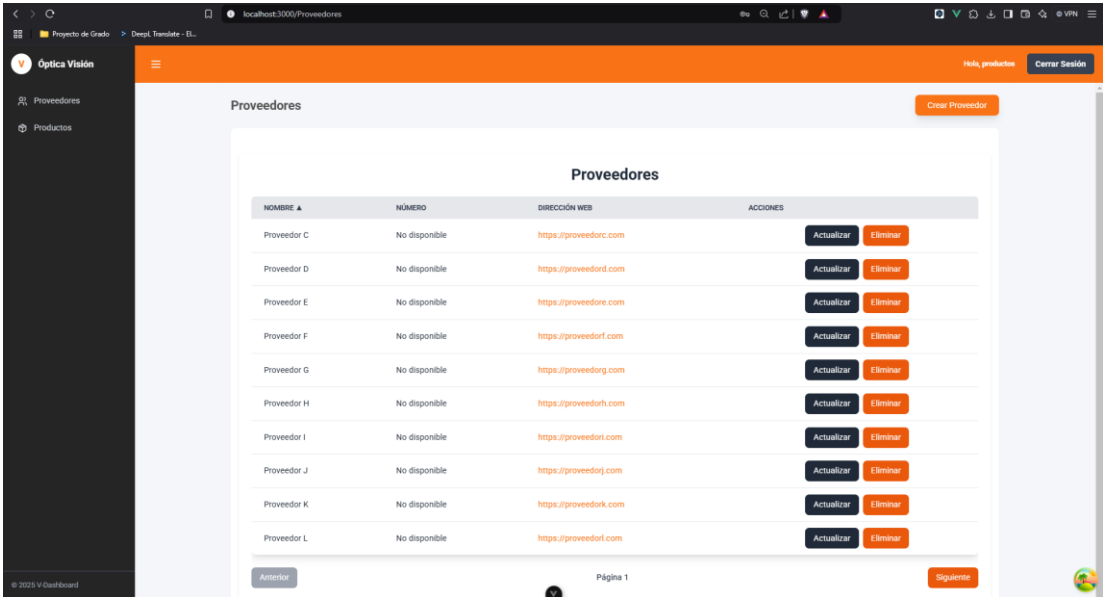 localhost:3000/Proveedores
VPN
Proyecto de Grado
DeepL Translate - El...
V
Óptica Visión
Hola, productos
Cerrar Sesión
Proveedores
Productos
Proveedores
Crear Proveedor
Proveedores
NOMBRE ▲ NÚMERO DIRECCIÓN WEB ACCIONES
Proveedor C No disponible https://proveedorc.com Actualizar Eliminar
Proveedor D No disponible https://proveedord.com Actualizar Eliminar
Proveedor E No disponible https://proveedore.com Actualizar Eliminar
Proveedor F No disponible https://proveedorf.com Actualizar Eliminar
Proveedor G No disponible https://proveedorg.com Actualizar Eliminar
Proveedor H No disponible https://proveedorh.com Actualizar Eliminar
Proveedor I No disponible https://proveedori.com Actualizar Eliminar
Proveedor J No disponible https://proveedorj.com Actualizar Eliminar
Proveedor K No disponible https://proveedork.com Actualizar Eliminar
Proveedor L No disponible https://proveedorl.com Actualizar Eliminar
Anterior Página 1 Siguiente
© 2025 V-Dashboard